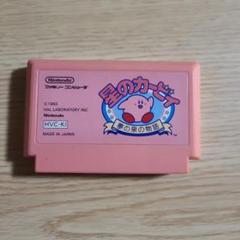 Nintendo
ファミリーコンピュータ
星のカービィ
夢の泉の物語
©1993
HAL LABORATORY INC
Nintendo
HVC-KI
MADE IN JAPAN